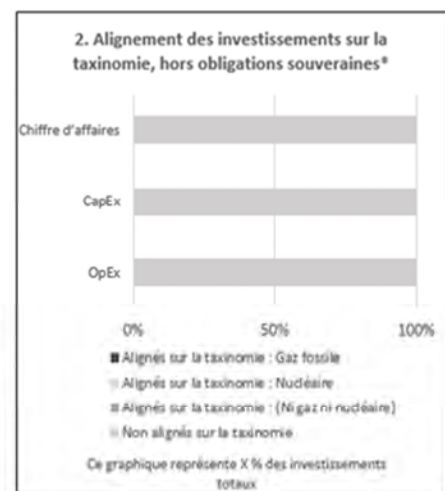 2. Alignement des investissements sur la
taxinomie, hors obligations souveraines*
Chiffre d'affaires
CapEx
OpEx
0% 50% 100%
Alignés sur la taxinomie : Gaz fossile
Alignés sur la taxinomie : Nucléaire
Alignés sur la taxinomie : (Ni gaz ni nucléaire)
Non alignés sur la taxinomie
Ce graphique représente X % des investissements
totaux